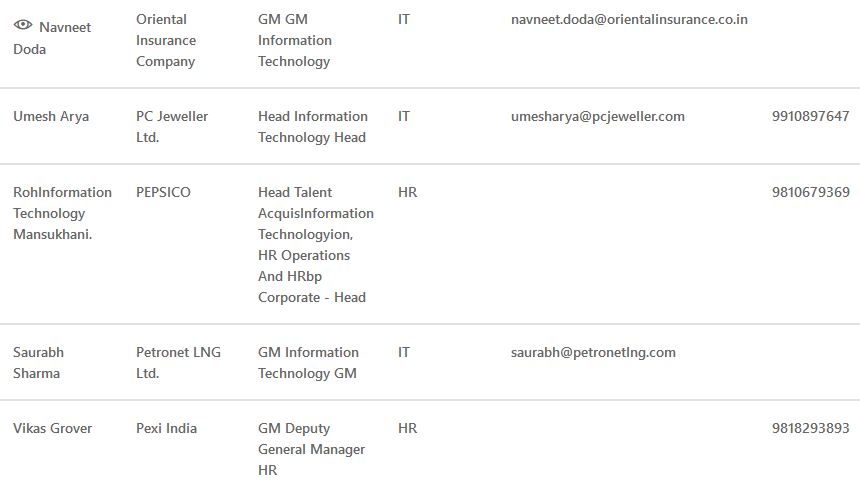 Navneet
Doda
Oriental
Insurance
Company
GM GM
Information
Technology
IT
navneet.doda@orientalinsurance.co.in
Umesh Arya
PC Jeweller
Ltd.
Head Information
Technology Head
IT
umesharya@pcjeweller.com
9910897647
RohInformation
Technology
Mansukhani.
PEPSICO
Head Talent
AcquisInformation
Technologyion,
HR Operations
And HRbp
Corporate - Head
HR
9810679369
Saurabh
Sharma
Petronet LNG
Ltd.
GM Information
Technology GM
IT
saurabh@petronetlng.com
Vikas Grover
Pexi India
GM Deputy
General Manager
HR
HR
9818293893